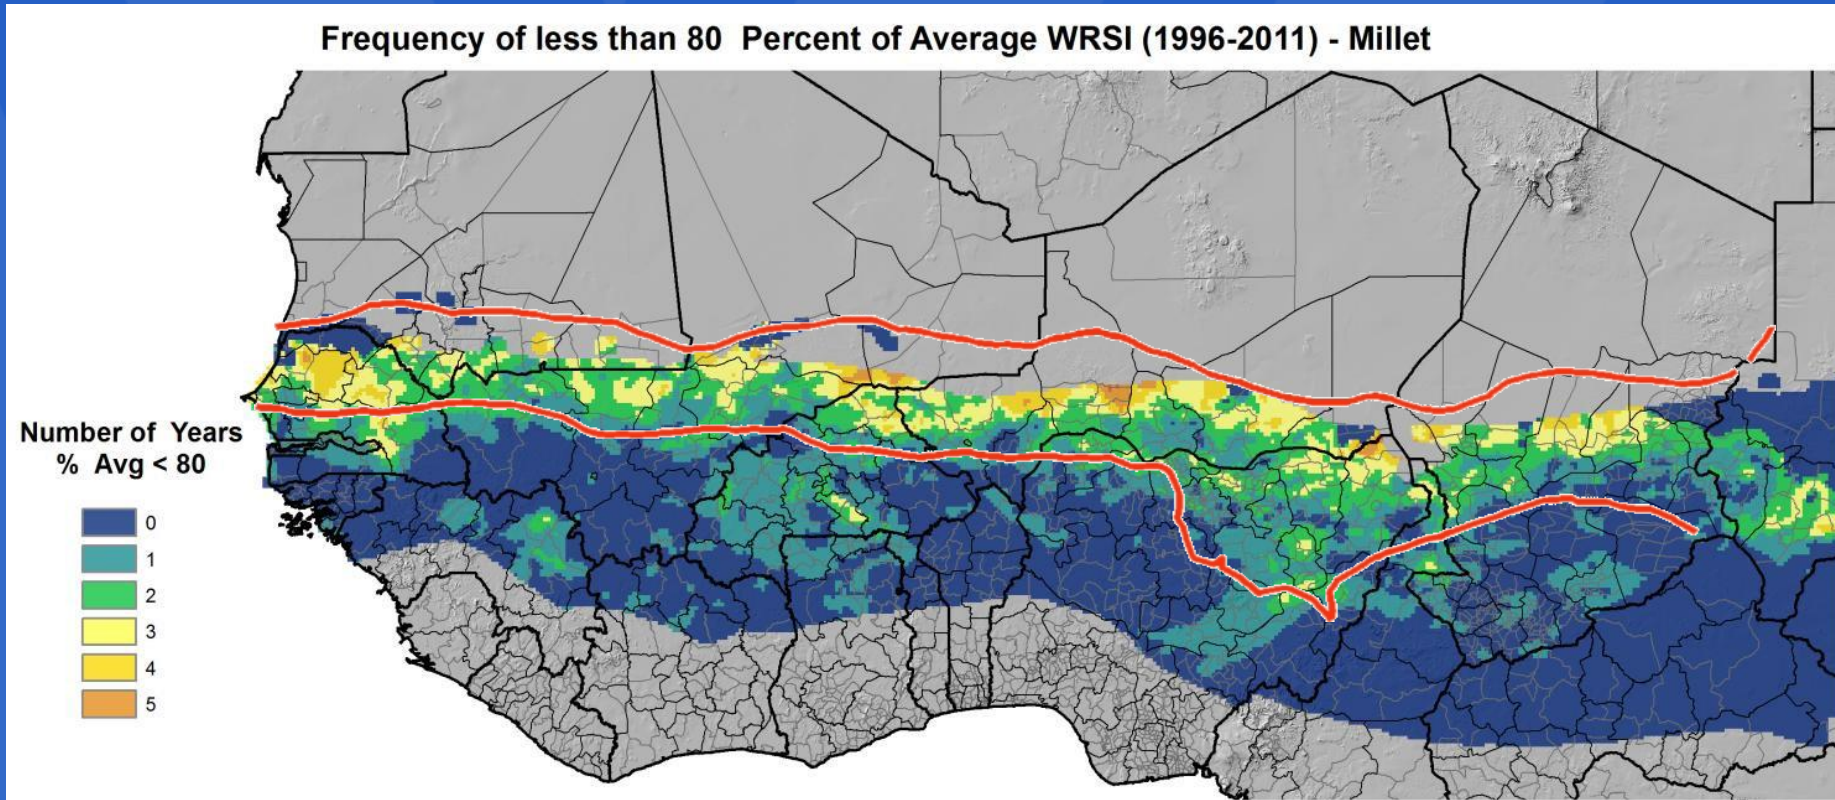 Frequency of less than 80 Percent of Average WRSI (1996-2011) - Millet
Number of Years
% Avg < 80
0
1
2
3
4
5